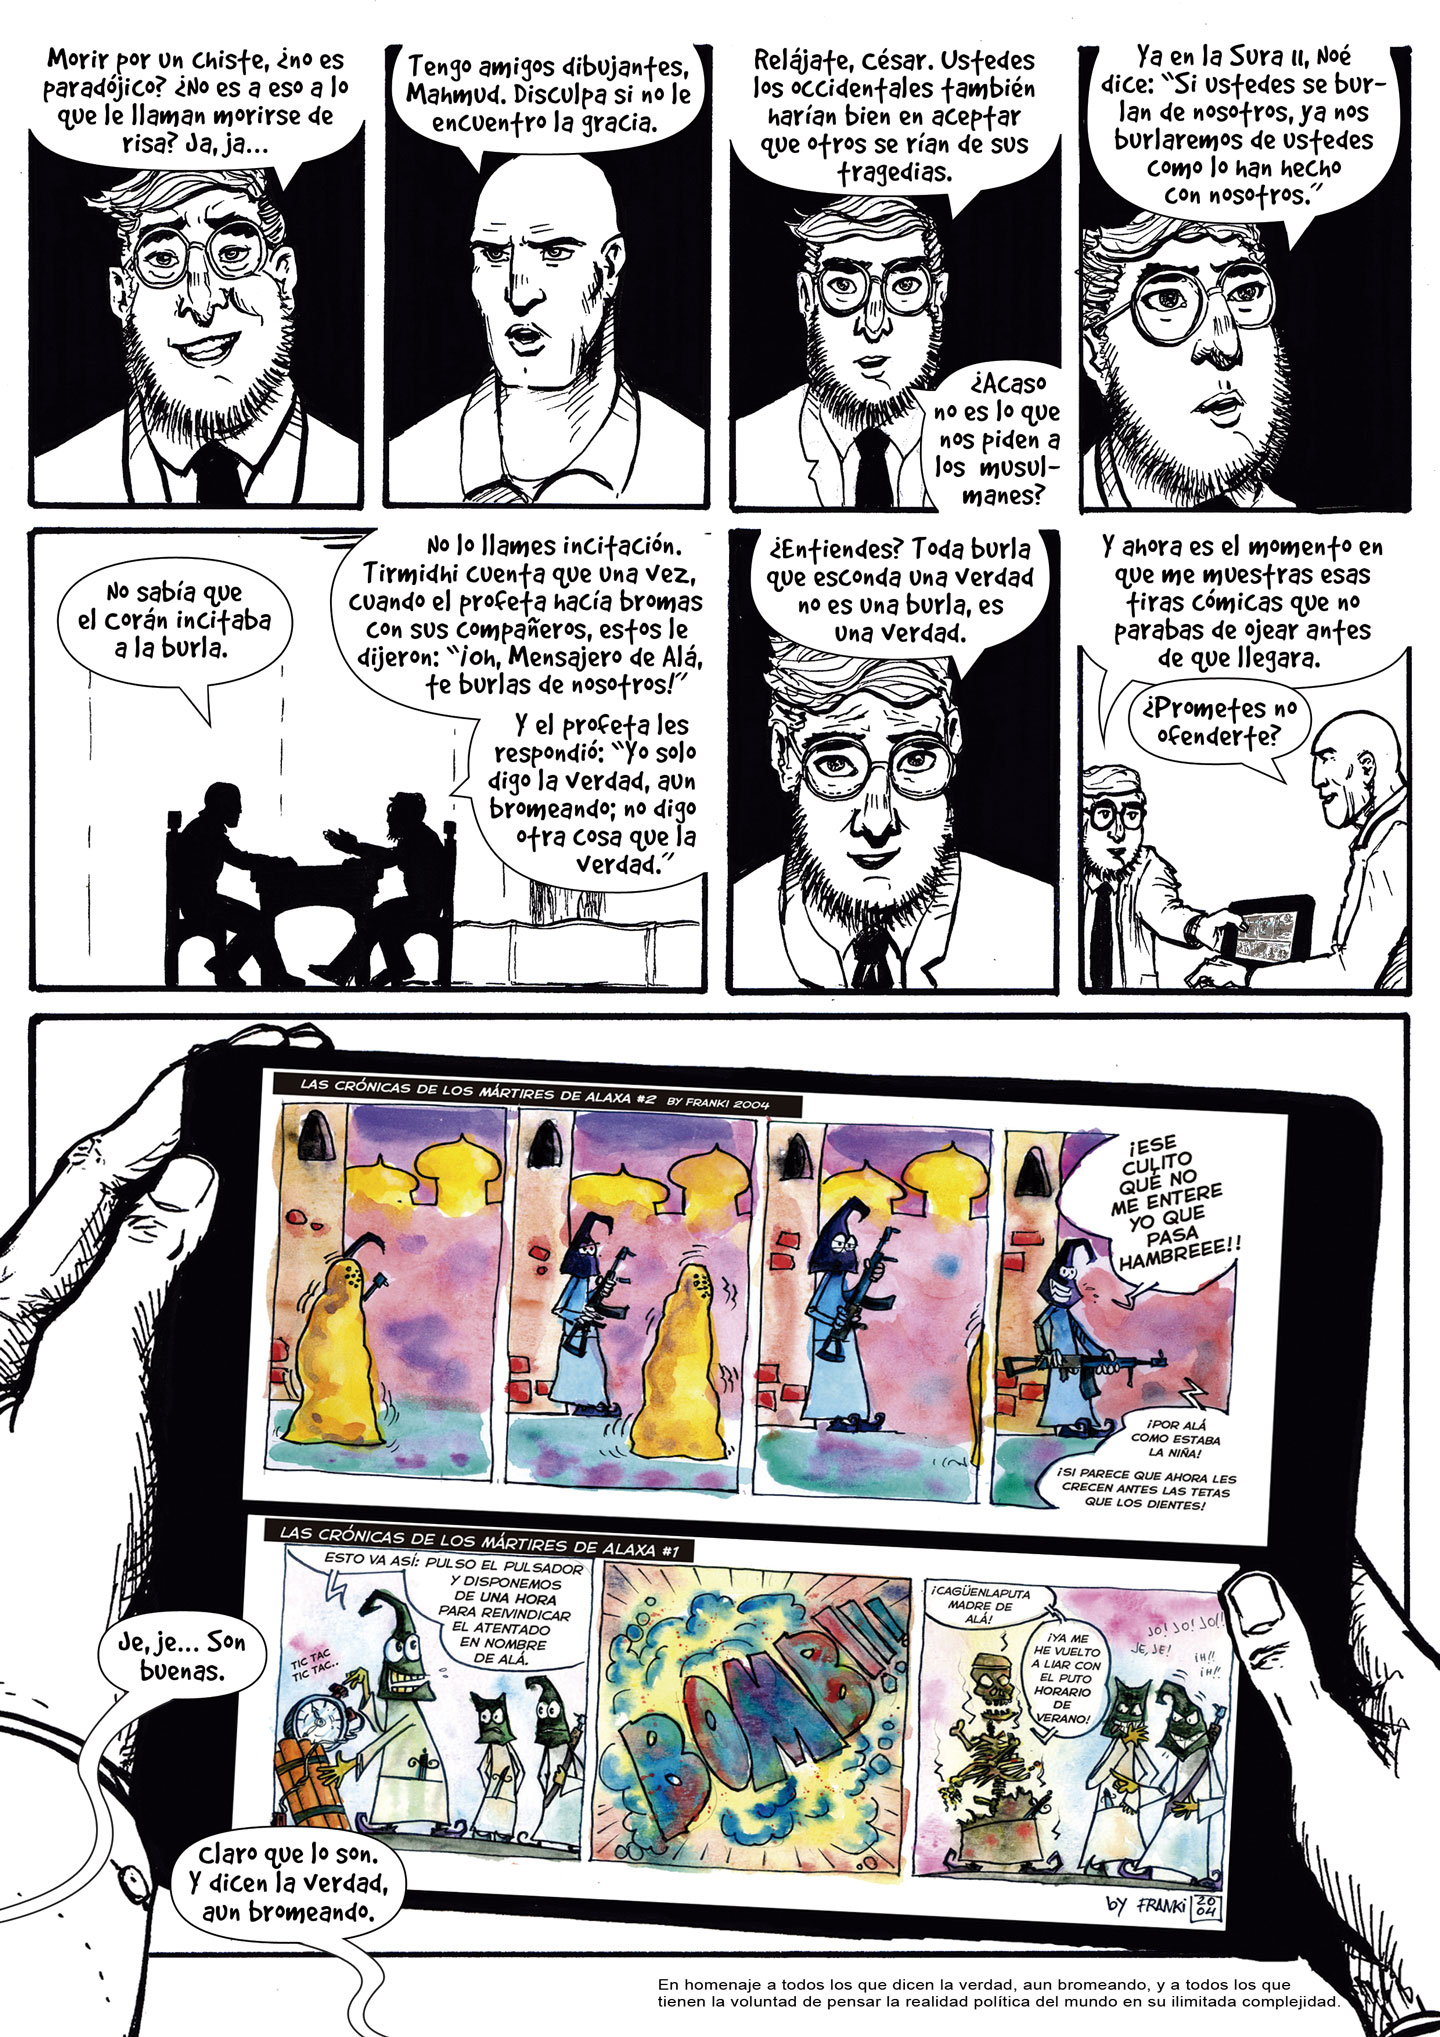 Morir por un chiste, ¿no es
paradójico? ¿No es a eso a lo
que le llaman morirse de
risa? Ja, ja...
Tengo amigos dibujantes,
Mahmud. Disculpa si no le
encuentro la gracia.
Relájate, César. Ustedes
los occidentales también
harían bien en aceptar
que otros se rían de sus
tragedias.
¿Acaso
no es lo que
nos piden a
los musul-
manes?
Ya en la Sura II, Noé
dice: "Si ustedes se bur-
lan de nosotros, ya nos
burlaremos de ustedes
como lo han hecho
con nosotros."
No sabía que
el Corán incitaba
a la burla.
No lo llames incitación.
Tirmidhi cuenta que una vez,
cuando el profeta hacía bromas
con sus compañeros, estos le
dijeron: "¡Oh, Mensajero de Alá,
te burlas de nosotros!"
Y el profeta les
respondió: "Yo solo
digo la verdad, aun
bromeando; no digo
otra cosa que la
verdad."
¿Entiendes? Toda burla
que esconda una verdad
no es una burla, es
una verdad.
Y ahora es el momento en
que me muestras esas
tiras cómicas que no
parabas de ojear antes
de que llegara.
¿Prometes no
ofenderte?
LAS CRÓNICAS DE LOS MÁRTIRES DE ALAXA #2 BY FRANKI 2004
¡ESE
CULITO
QUE NO
ME ENTERE
YO QUE
PASA
HAMBREEE!!
¡POR ALÁ
COMO ESTABA
LA NIÑA!
¡SI PARECE QUE AHORA LES
CRECEN ANTES LAS TETAS
QUE LOS DIENTES!
LAS CRÓNICAS DE LOS MÁRTIRES DE ALAXA #1
ESTO VA ASÍ: PULSO EL PULSADOR
Y DISPONEMOS
DE UNA HORA
PARA REIVINDICAR
EL ATENTADO
EN NOMBRE
DE ALÁ.
TIC TAC
TIC TAC..
BOMB!!!!
¡CAGÜENLAPUTA
MADRE DE
ALÁ!
¡YA ME
HE VUELTO
A LIAR CON
EL PUTO
HORARIO
DE
VERANO!
JO! JO! JO!!
JE, JE!
¡H!!
¡H!!
by FRANKi 2004
Je, je... Son
buenas.
Claro que lo son.
Y dicen la verdad,
aun bromeando.
En homenaje a todos los que dicen la verdad, aun bromeando, y a todos los que
tienen la voluntad de pensar la realidad política del mundo en su ilimitada complejidad.